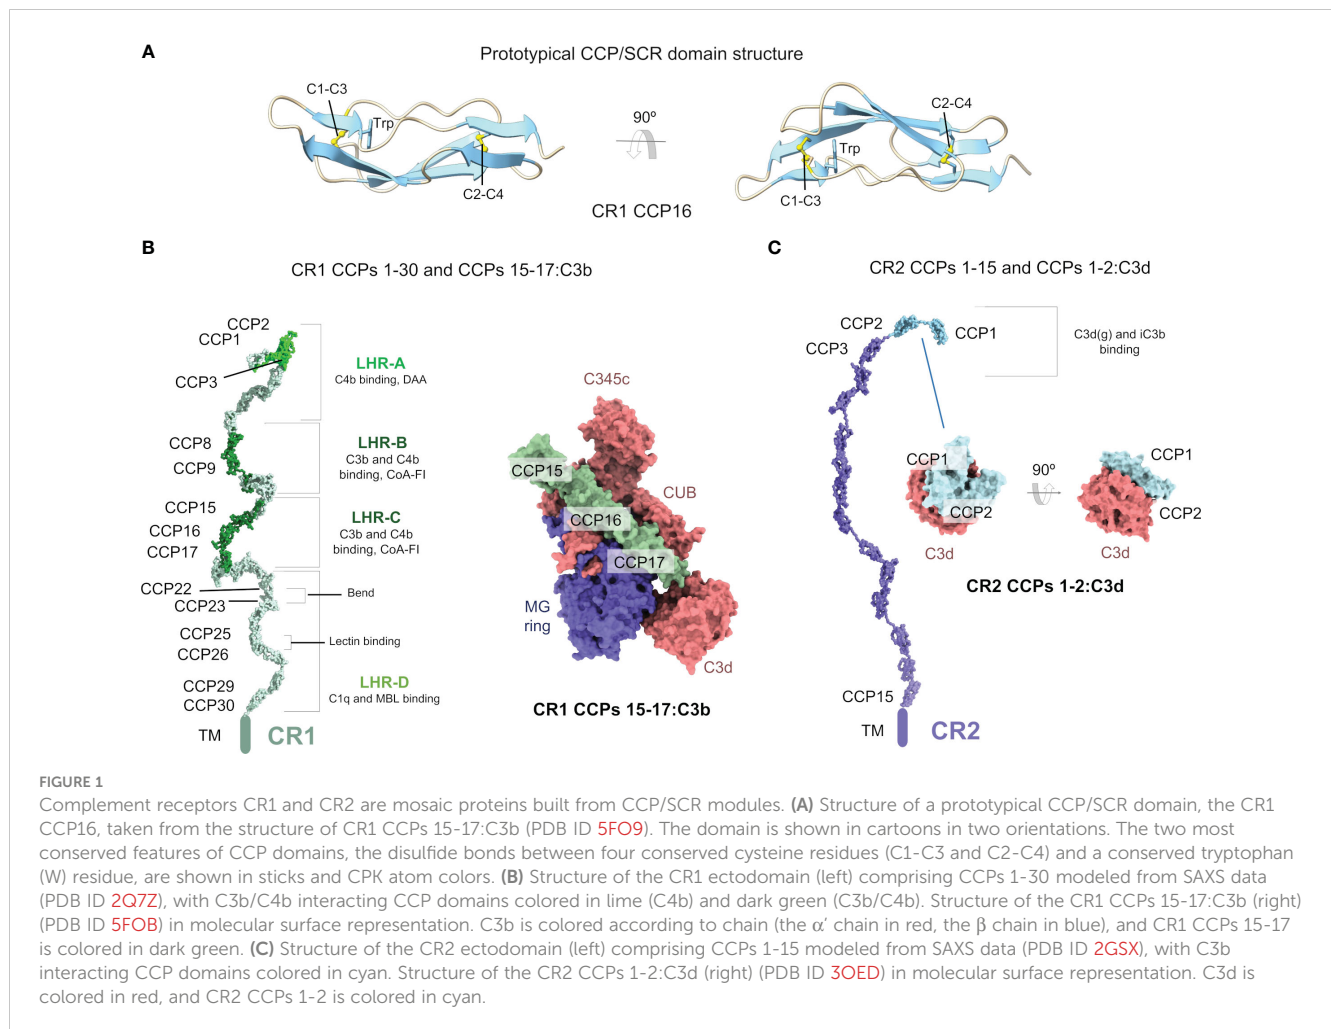 A
Prototypical CCP/SCR domain structure
C1-C3
Trp
C2-C4
90º
C2-C4
Trp
C1-C3
CR1 CCP16
B
CR1 CCPs 1-30 and CCPs 15-17:C3b
CCP2
CCP1
CCP3
LHR-A
C4b binding, DAA
CCP8
CCP9
LHR-B
C3b and C4b
binding, CoA-FI
CCP15
CCP16
CCP17
LHR-C
C3b and C4b
binding, CoA-FI
CCP22
CCP23
Bend
CCP25
CCP26
Lectin binding
CCP29
CCP30
LHR-D
C1q and MBL binding
TM
CR1
C345c
CCP15
CUB
CCP16
CCP17
MG
ring
C3d
CR1 CCPs 15-17:C3b
C
CR2 CCPs 1-15 and CCPs 1-2:C3d
CCP2
CCP1
CCP3
C3d(g) and iC3b
binding
CCP1
CCP2
C3d
90º
CCP1
CCP2
C3d
CR2 CCPs 1-2:C3d
CCP15
TM
CR2
FIGURE 1
Complement receptors CR1 and CR2 are mosaic proteins built from CCP/SCR modules. (A) Structure of a prototypical CCP/SCR domain, the CR1
CCP16, taken from the structure of CR1 CCPs 15-17:C3b (PDB ID 5FO9). The domain is shown in cartoons in two orientations. The two most
conserved features of CCP domains, the disulfide bonds between four conserved cysteine residues (C1-C3 and C2-C4) and a conserved tryptophan
(W) residue, are shown in sticks and CPK atom colors. (B) Structure of the CR1 ectodomain (left) comprising CCPs 1-30 modeled from SAXS data
(PDB ID 2Q7Z), with C3b/C4b interacting CCP domains colored in lime (C4b) and dark green (C3b/C4b). Structure of the CR1 CCPs 15-17:C3b (right)
(PDB ID 5FOB) in molecular surface representation. C3b is colored according to chain (the α’ chain in red, the β chain in blue), and CR1 CCPs 15-17
is colored in dark green. (C) Structure of the CR2 ectodomain (left) comprising CCPs 1-15 modeled from SAXS data (PDB ID 2GSX), with C3b
interacting CCP domains colored in cyan. Structure of the CR2 CCPs 1-2:C3d (right) (PDB ID 3OED) in molecular surface representation. C3d is
colored in red, and CR2 CCPs 1-2 is colored in cyan.